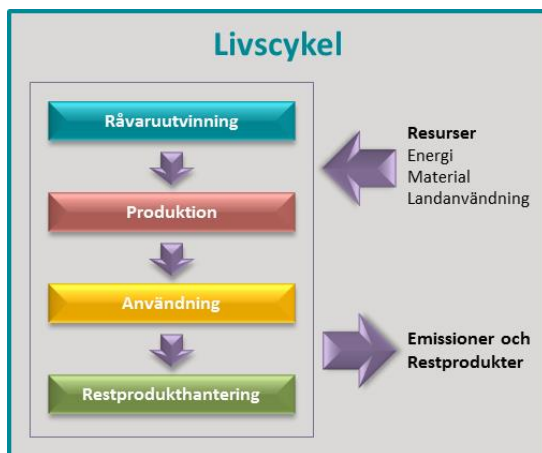 Livscykel
Råvaruutvinning
Produktion
Användning
Restprodukthantering
Resurser
Energi
Material
Landanvändning
Emissioner och
Restprodukter